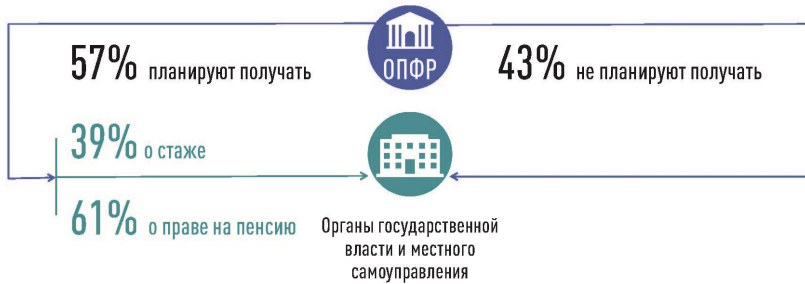 57% планируют получать
ОПФР
43% не планируют получать
39% о стаже
61% о праве на пенсию
Органы государственной
власти и местного
самоуправления